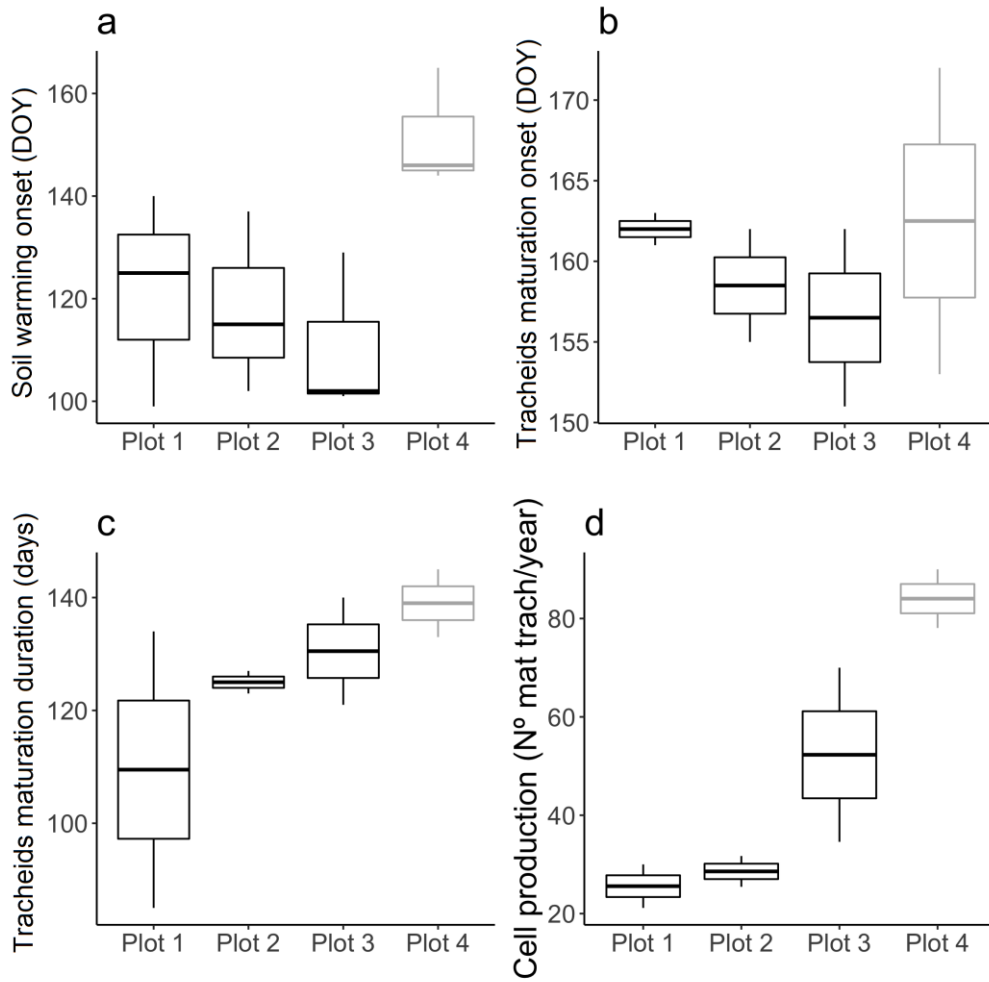 a
Soil warming onset (DOY)
160
140
120
100
Plot 1 Plot 2 Plot 3 Plot 4
b
Tracheids maturation onset (DOY)
170
165
160
155
150
Plot 1 Plot 2 Plot 3 Plot 4
c
Tracheids maturation duration (days)
140
120
100
Plot 1 Plot 2 Plot 3 Plot 4
d
Cell production (Nº mat trach/year)
80
60
40
20
Plot 1 Plot 2 Plot 3 Plot 4